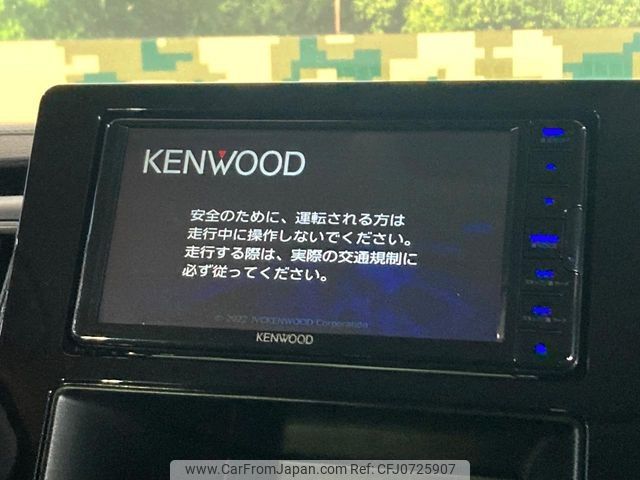 KENWOOD
安全のために、運転される方は
走行中に操作しないでください。
走行する際は、実際の交通規制に
必ず従ってください。
© 2022 JVCKENWOOD Corporation
KENWOOD
www.CarFromJapan.com ID:CFJ0725907